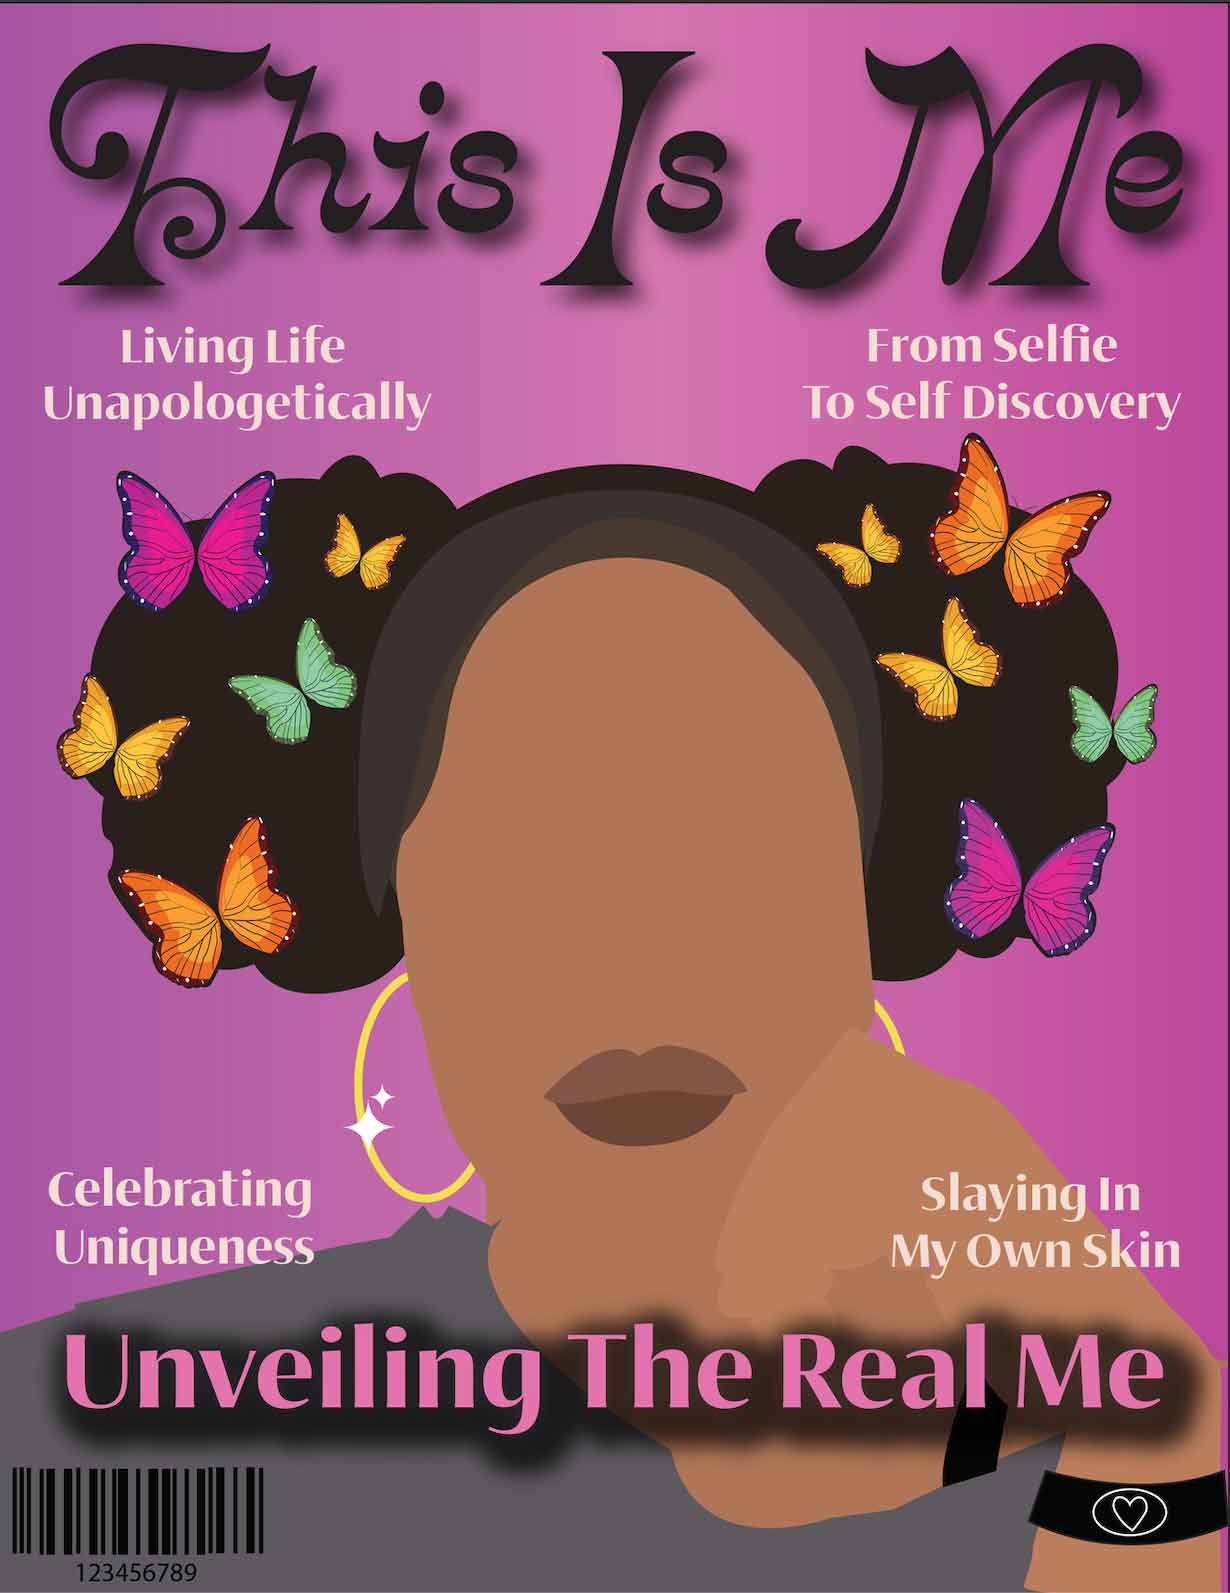 This Is Me
Living Life
Unapologetically
From Selfie
To Self Discovery
Celebrating
Uniqueness
Slaying In
My Own Skin
Unveiling The Real Me
123456789